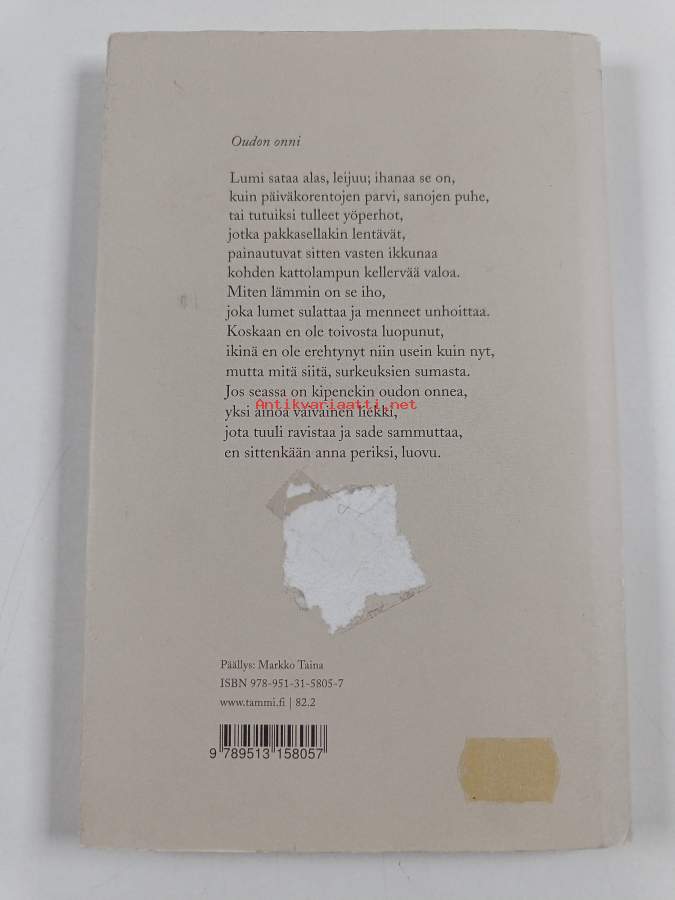 Oudon onni
Lumi sataa alas, leijuu; ihanaa se on,
kuin päiväkorentojen parvi, sanojen puhe,
tai tutuiksi tulleet yöperhot,
jotka pakkasellakin lentävät,
painautuvat sitten vasten ikkunaa
kohden kattolampun kellervää valoa.
Miten lämmin on se iho,
joka lumet sulattaa ja menneet unhoittaa.
Koskaan en ole toivosta luopunut,
ikinä en ole erehtynyt niin usein kuin nyt,
mutta mitä siitä, surkeuksien sumasta.
Jos seassa on kipenekin oudon onnea,
Antikvariaatti.net
yksi ainoa vaivainen liekki,
jota tuuli ravistaa ja sade sammuttaa,
en sittenkään anna periksi, luovu.
Päällys: Markko Taina
ISBN 978-951-31-5805-7
www.tammi.fi | 82.2
9 789513 158057